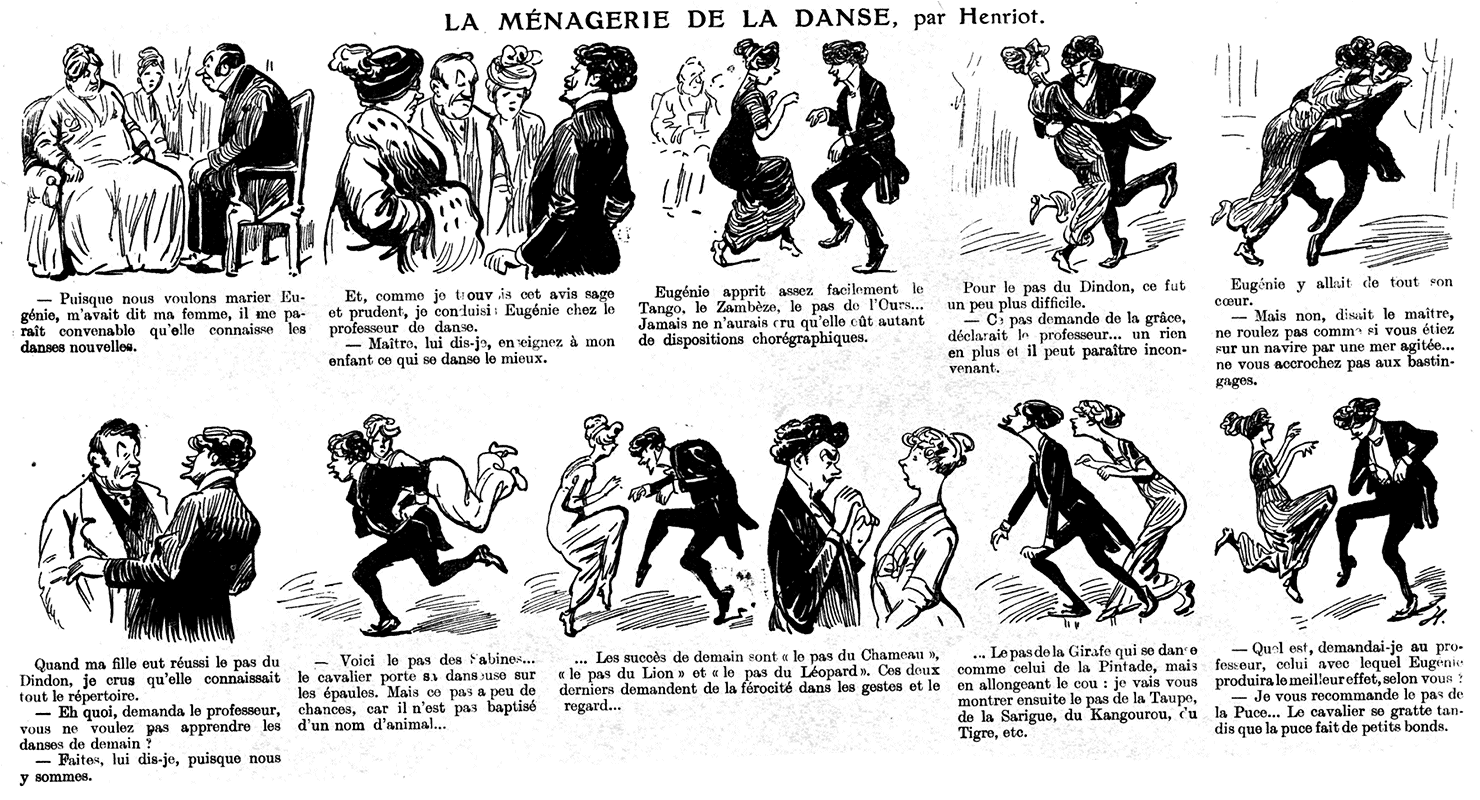 LA MÉNAGERIE DE LA DANSE, par Henriot.
— Puisque nous voulons marier Eu-
génie, m'avait dit ma femme, il me pa-
raît convenable qu'elle connaisse les
danses nouvelles.
Et, comme je trouvais cet avis sage
et prudent, je conduisis Eugénie chez le
professeur de danse.
— Maître, lui dis-je, enseignez à mon
enfant ce qui se danse le mieux.
Eugénie apprit assez facilement le
Tango, le Zambèze, le pas de l'Ours...
Jamais ne n'aurais cru qu'elle eût autant
de dispositions chorégraphiques.
Pour le pas du Dindon, ce fut
un peu plus difficile.
— Ce pas demande de la grâce,
déclarait le professeur... un rien
en plus et il peut paraître incon-
venant.
Eugénie y allait de tout son
cœur.
— Mais non, disait le maître,
ne roulez pas comme si vous étiez
sur un navire par une mer agitée...
ne vous accrochez pas aux bastin-
gages.
Quand ma fille eut réussi le pas du
Dindon, je crus qu'elle connaissait
tout le répertoire.
— Eh quoi, demanda le professeur,
vous ne voulez pas apprendre les
danses de demain ?
— Faites, lui dis-je, puisque nous
y sommes.
— Voici le pas des Sabines...
le cavalier porte sa danseuse sur
les épaules. Mais ce pas a peu de
chances, car il n'est pas baptisé
d'un nom d'animal...
... Les succès de demain sont « le pas du Chameau »,
« le pas du Lion » et « le pas du Léopard ». Ces deux
derniers demandent de la férocité dans les gestes et le
regard...
... Le pas de la Girafe qui se danse
comme celui de la Pintade, mais
en allongeant le cou : je vais vous
montrer ensuite le pas de la Taupe,
de la Sarigue, du Kangourou, du
Tigre, etc.
— Quel est, demandai-je au pro-
fesseur, celui avec lequel Eugénie
produira le meilleur effet, selon vous ?
— Je vous recommande le pas de
la Puce... Le cavalier se gratte tan-
dis que la puce fait de petits bonds.
H.